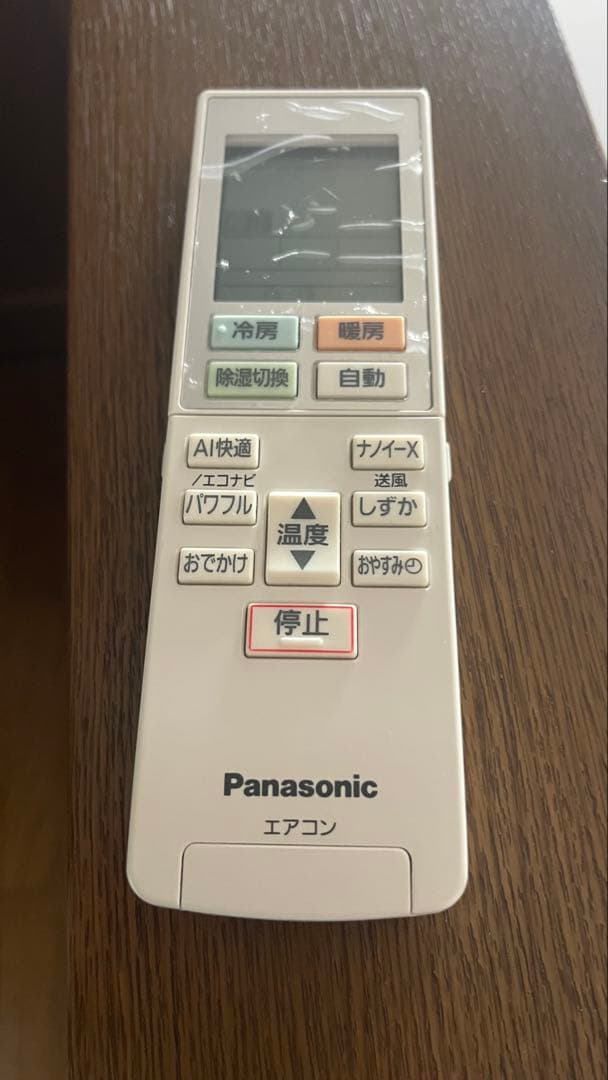 冷房
暖房
除湿切換
自動
AI快適
/エコナビ
ナノイーX
送風
パワフル
▲
温度
▼
しずか
おでかけ
おやすみ
停止
Panasonic
エアコン